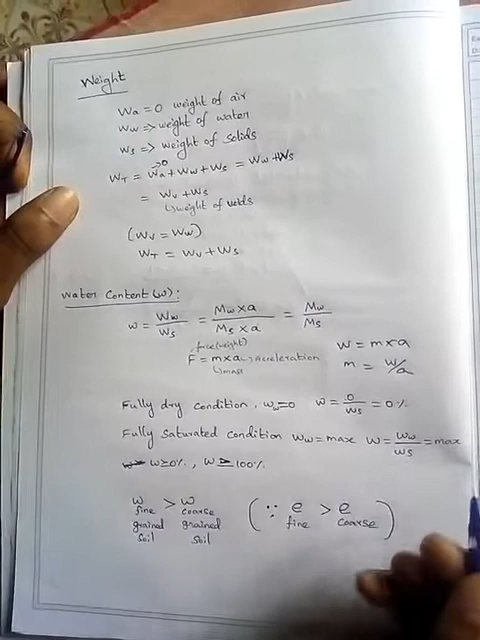 Weight
Wa = 0 weight of air
Ww => weight of water
Ws => weight of solids
WT = Wa→0 + Ww + Ws = Ww + Ws
= Wv + Ws
↳ weight of voids
(Wv = Ww)
WT = Wv + Ws
Water Content (w) :
w = Ww/Ws = Mw x a/Ms x a = Mw/Ms
force(weight)
F = m x a ↳ Acceleration
↳ mass
W = m x a
m = W/a
Fully dry condition, ww = 0 w = 0/Ws = 0%
Fully Saturated condition Ww = max w = Ww/Ws = max
w ≥ 0%, w ≥ 100%
w fine grained soil > w coarse grained soil (∵ e fine > e coarse)